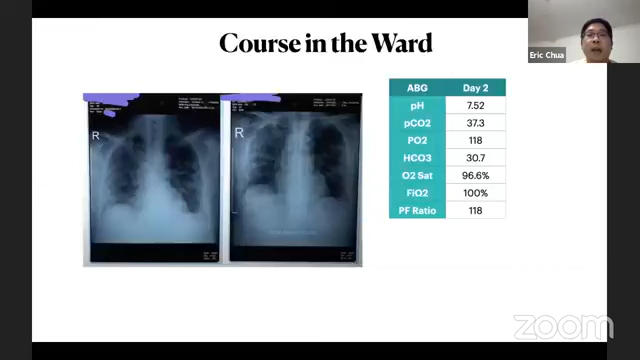 Course in the Ward
Eric Chua
R
R
ABG Day 2
pH 7.52
pCO2 37.3
PO2 118
HCO3 30.7
O2 Sat 96.6%
FiO2 100%
PF Ratio 118
zoom